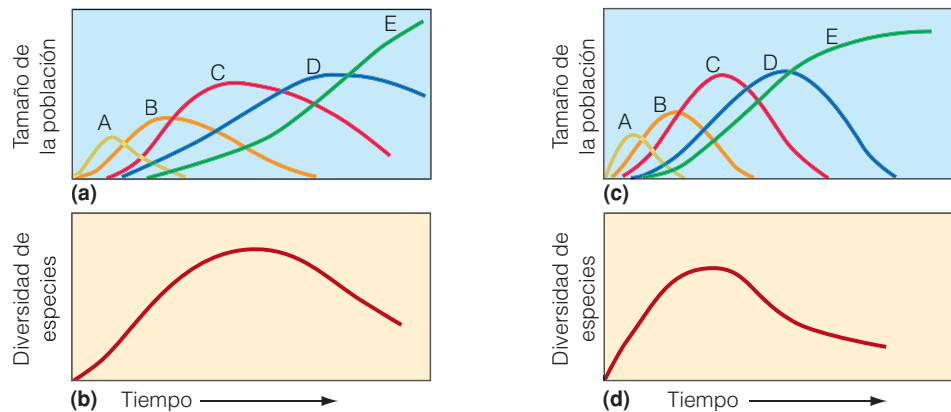 Tamaño de
la población
A
B
C
D
E
(a)
Diversidad de
especies
(b)
Tiempo
Tamaño de
la población
A
B
C
D
E
(c)
Diversidad de
especies
(d)
Tiempo